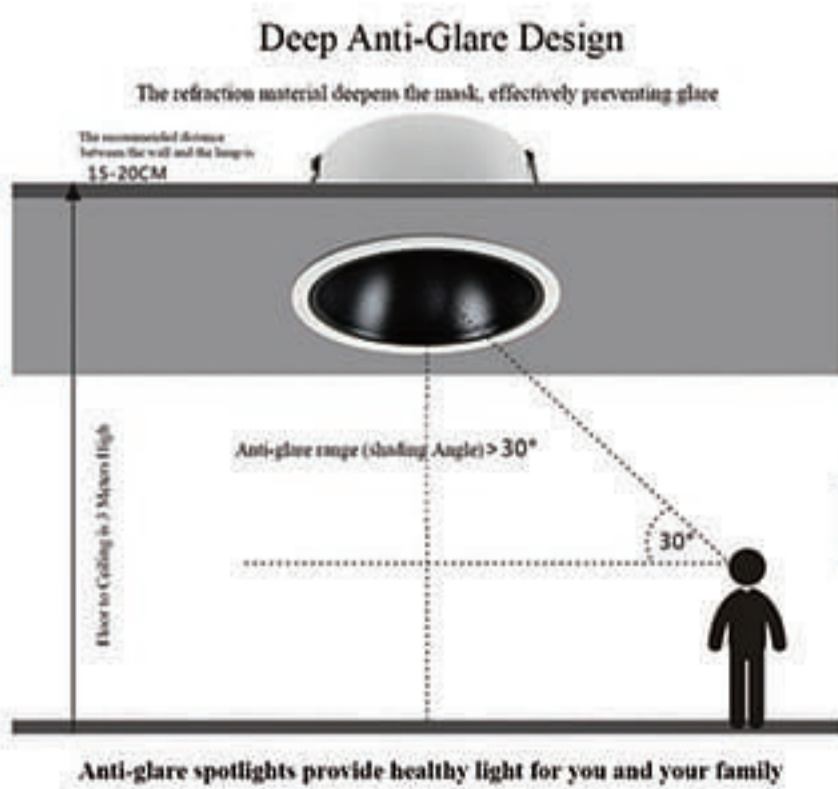 Deep Anti-Glare Design
The refraction material deepens the mask, effectively preventing glare
The recommended distance
between the wall and the lamp is
15-20CM
Floor to Ceiling is 3 Meters High
Anti-glare range (shading Angle) > 30°
30°
Anti-glare spotlights provide healthy light for you and your family